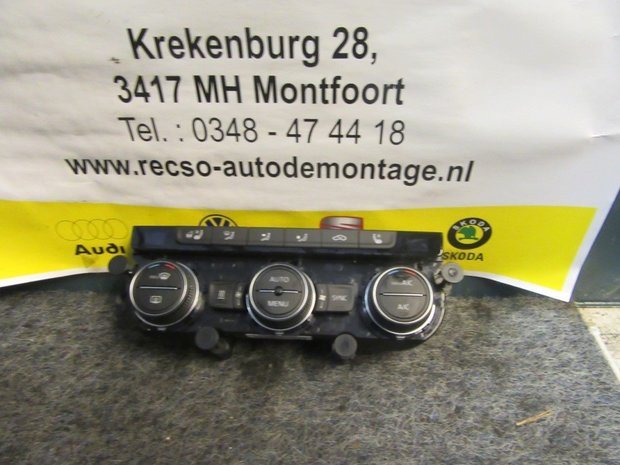 Krekenburg 28,
3417 MH Montfoort
Tel. : 0348 - 47 44 18
www.recso-autodemontage.nl
Audi
SKODA
SKODA
AUTO
MENU
SYNC
A/C
A/C